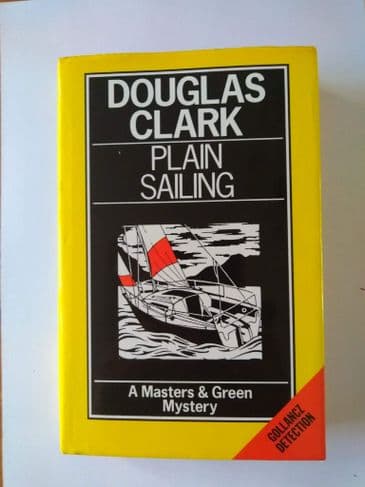 DOUGLAS
CLARK
PLAIN
SAILING
A Masters & Green
Mystery
GOLLANCZ
DETECTION